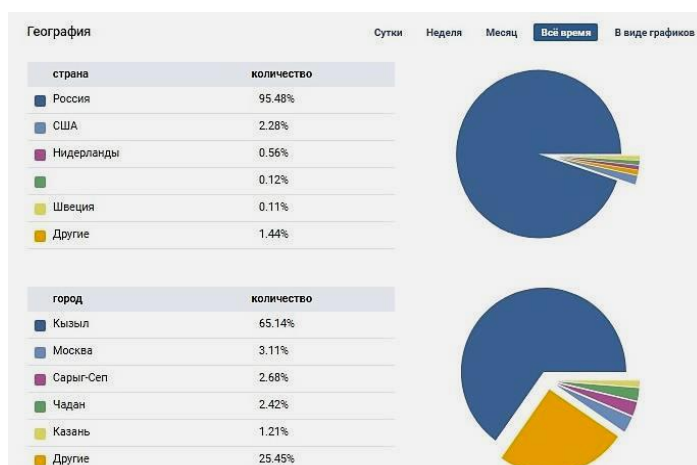 География Сутки Неделя Месяц Всё время В виде графиков
страна количество
Россия 95.48%
США 2.28%
Нидерланды 0.56%
0.12%
Швеция 0.11%
Другие 1.44%
город количество
Кызыл 65.14%
Москва 3.11%
Сарыг-Сеп 2.68%
Чадан 2.42%
Казань 1.21%
Другие 25.45%